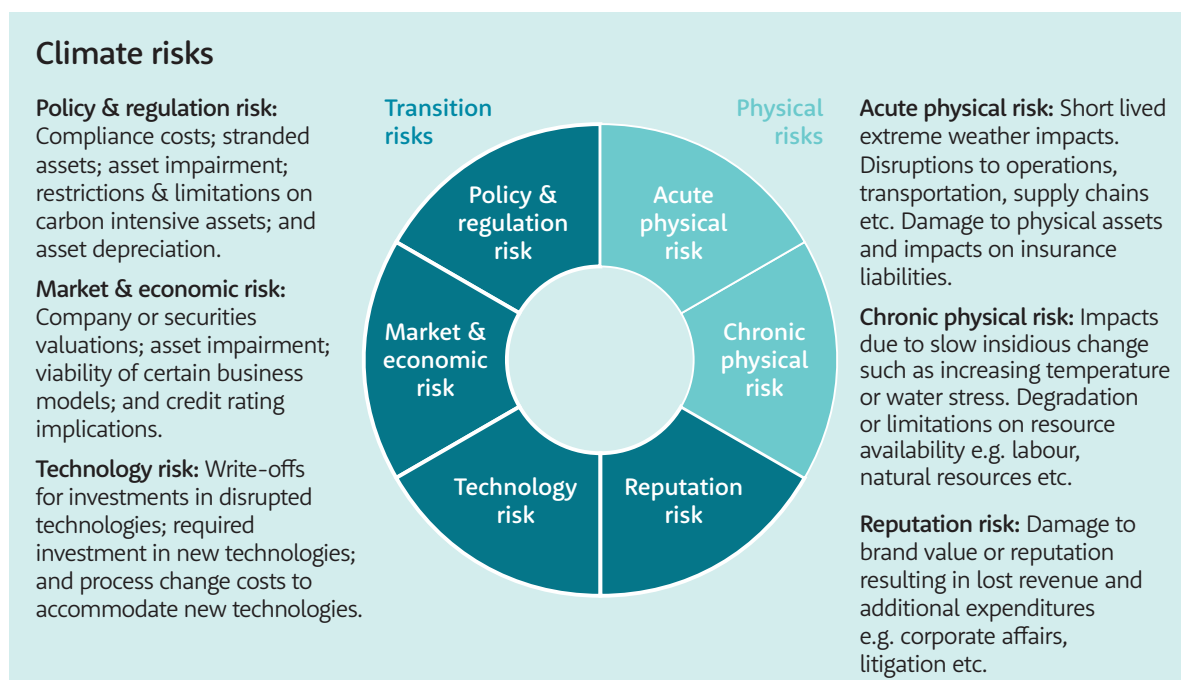 Climate risks
Policy & regulation risk:
Compliance costs; stranded
assets; asset impairment;
restrictions & limitations on
carbon intensive assets; and
asset depreciation.
Market & economic risk:
Company or securities
valuations; asset impairment;
viability of certain business
models; and credit rating
implications.
Technology risk: Write-offs
for investments in disrupted
technologies; required
investment in new technologies;
and process change costs to
accommodate new technologies.
Transition
risks
Physical
risks
Policy &
regulation
risk
Acute
physical
risk
Market &
economic
risk
Chronic
physical
risk
Technology
risk
Reputation
risk
Acute physical risk: Short lived
extreme weather impacts.
Disruptions to operations,
transportation, supply chains
etc. Damage to physical assets
and impacts on insurance
liabilities.
Chronic physical risk: Impacts
due to slow insidious change
such as increasing temperature
or water stress. Degradation
or limitations on resource
availability e.g. labour,
natural resources etc.
Reputation risk: Damage to
brand value or reputation
resulting in lost revenue and
additional expenditures
e.g. corporate affairs,
litigation etc.